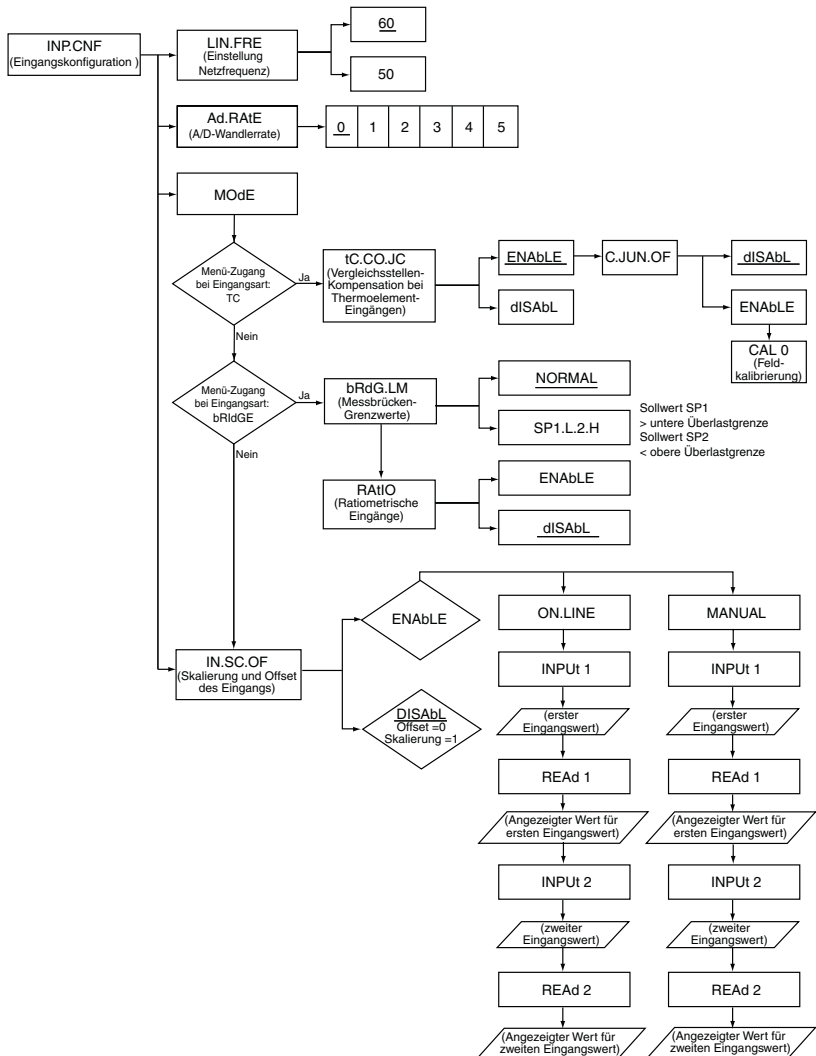 INP.CNF
(Eingangskonfiguration )
LIN.FRE
(Einstellung
Netzfrequenz)
60
50
Ad.RAtE
(A/D-Wandlerrate)
0 1 2 3 4 5
MOdE
Menü-Zugang
bei Eingangsart:
TC
Ja
Nein
tC.CO.JC
(Vergleichsstellen-
Kompensation bei
Thermoelement-
Eingängen)
ENAbLE
dISAbL
C.JUN.OF
dISAbL
ENAbLE
CAL 0
(Feld-
kalibrierung)
Menü-Zugang
bei Eingangsart:
bRIdGE
Ja
Nein
bRdG.LM
(Messbrücken-
Grenzwerte)
NORMAL
SP1.L.2.H
Sollwert SP1
> untere Überlastgrenze
Sollwert SP2
< obere Überlastgrenze
RAtIO
(Ratiometrische
Eingänge)
ENAbLE
dISAbL
IN.SC.OF
(Skalierung und Offset
des Eingangs)
ENAbLE
DISAbL
Offset =0
Skalierung =1
ON.LINE
INPUt 1
(erster
Eingangswert)
REAd 1
(Angezeigter Wert für
ersten Eingangswert)
INPUt 2
(zweiter
Eingangswert)
REAd 2
(Angezeigter Wert für
zweiten Eingangswert)
MANUAL
INPUt 1
(erster
Eingangswert)
REAd 1
(Angezeigter Wert für
ersten Eingangswert)
INPUt 2
(zweiter
Eingangswert)
REAd 2
(Angezeigter Wert für
zweiten Eingangswert)